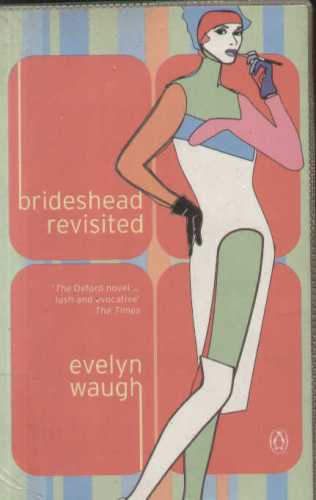 brideshead
revisited
'The Oxford novel ...
lush and evocative'
The Times
evelyn
waugh